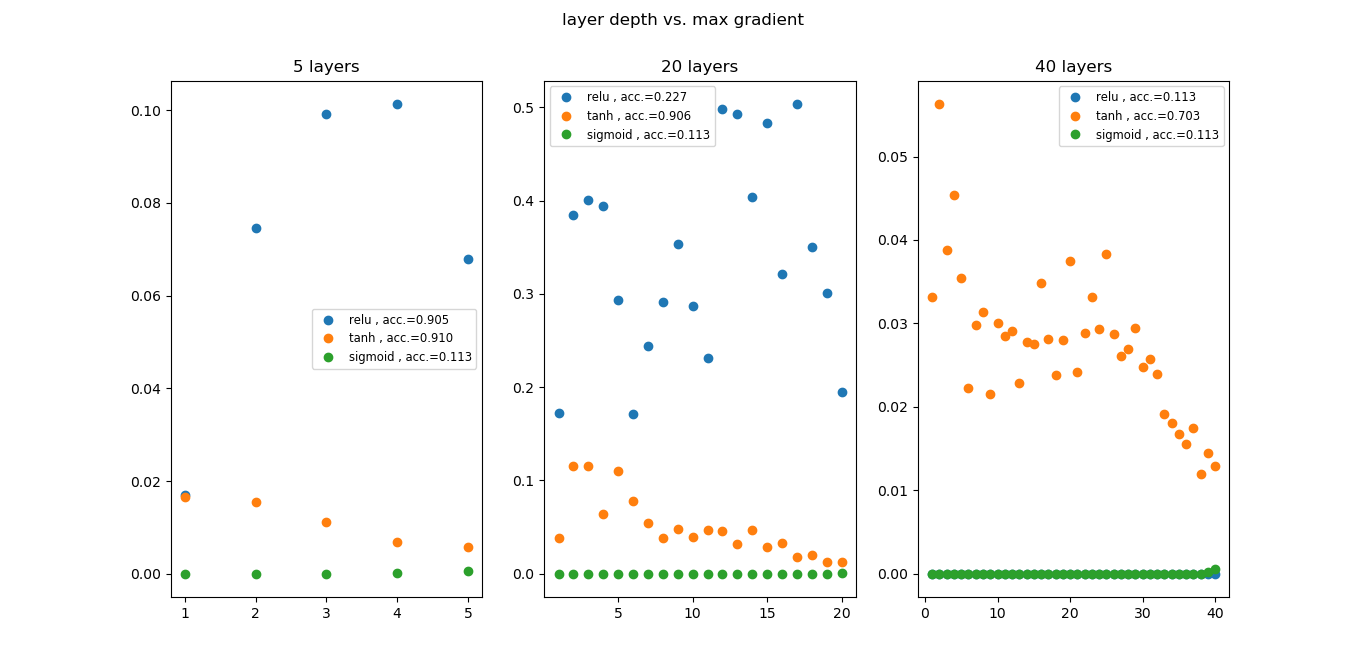 layer depth vs. max gradient
5 layers
0.10
0.08
0.06
0.04
0.02
0.00
1 2 3 4 5
relu , acc.=0.905
tanh , acc.=0.910
sigmoid , acc.=0.113
20 layers
0.5
0.4
0.3
0.2
0.1
0.0
5 10 15 20
relu , acc.=0.227
tanh , acc.=0.906
sigmoid , acc.=0.113
40 layers
0.05
0.04
0.03
0.02
0.01
0.00
0 10 20 30 40
relu , acc.=0.113
tanh , acc.=0.703
sigmoid , acc.=0.113